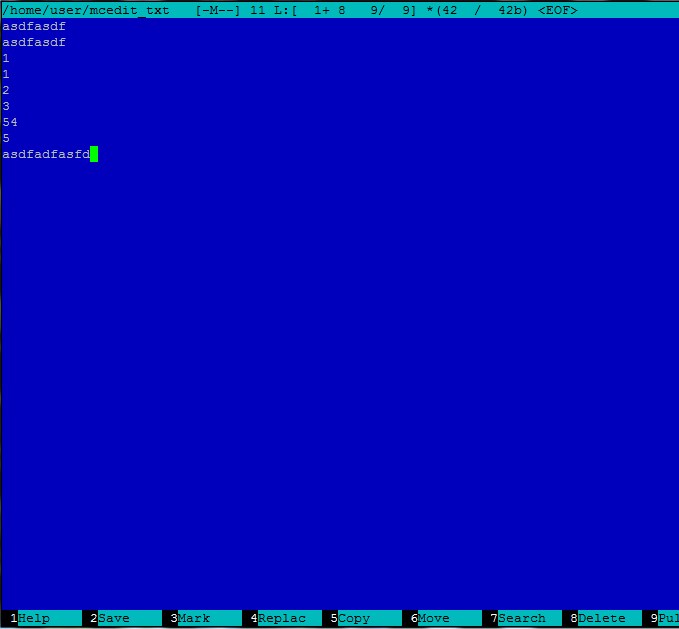 /home/user/mcedit_txt   [-M--] 11 L:[  1+ 8   9/  9] *(42  /  42b) <EOF>
asdfasdf
asdfasdf
1
1
2
3
54
5
asdfadfasfd
1Help 2Save 3Mark 4Replac 5Copy 6Move 7Search 8Delete 9Pul